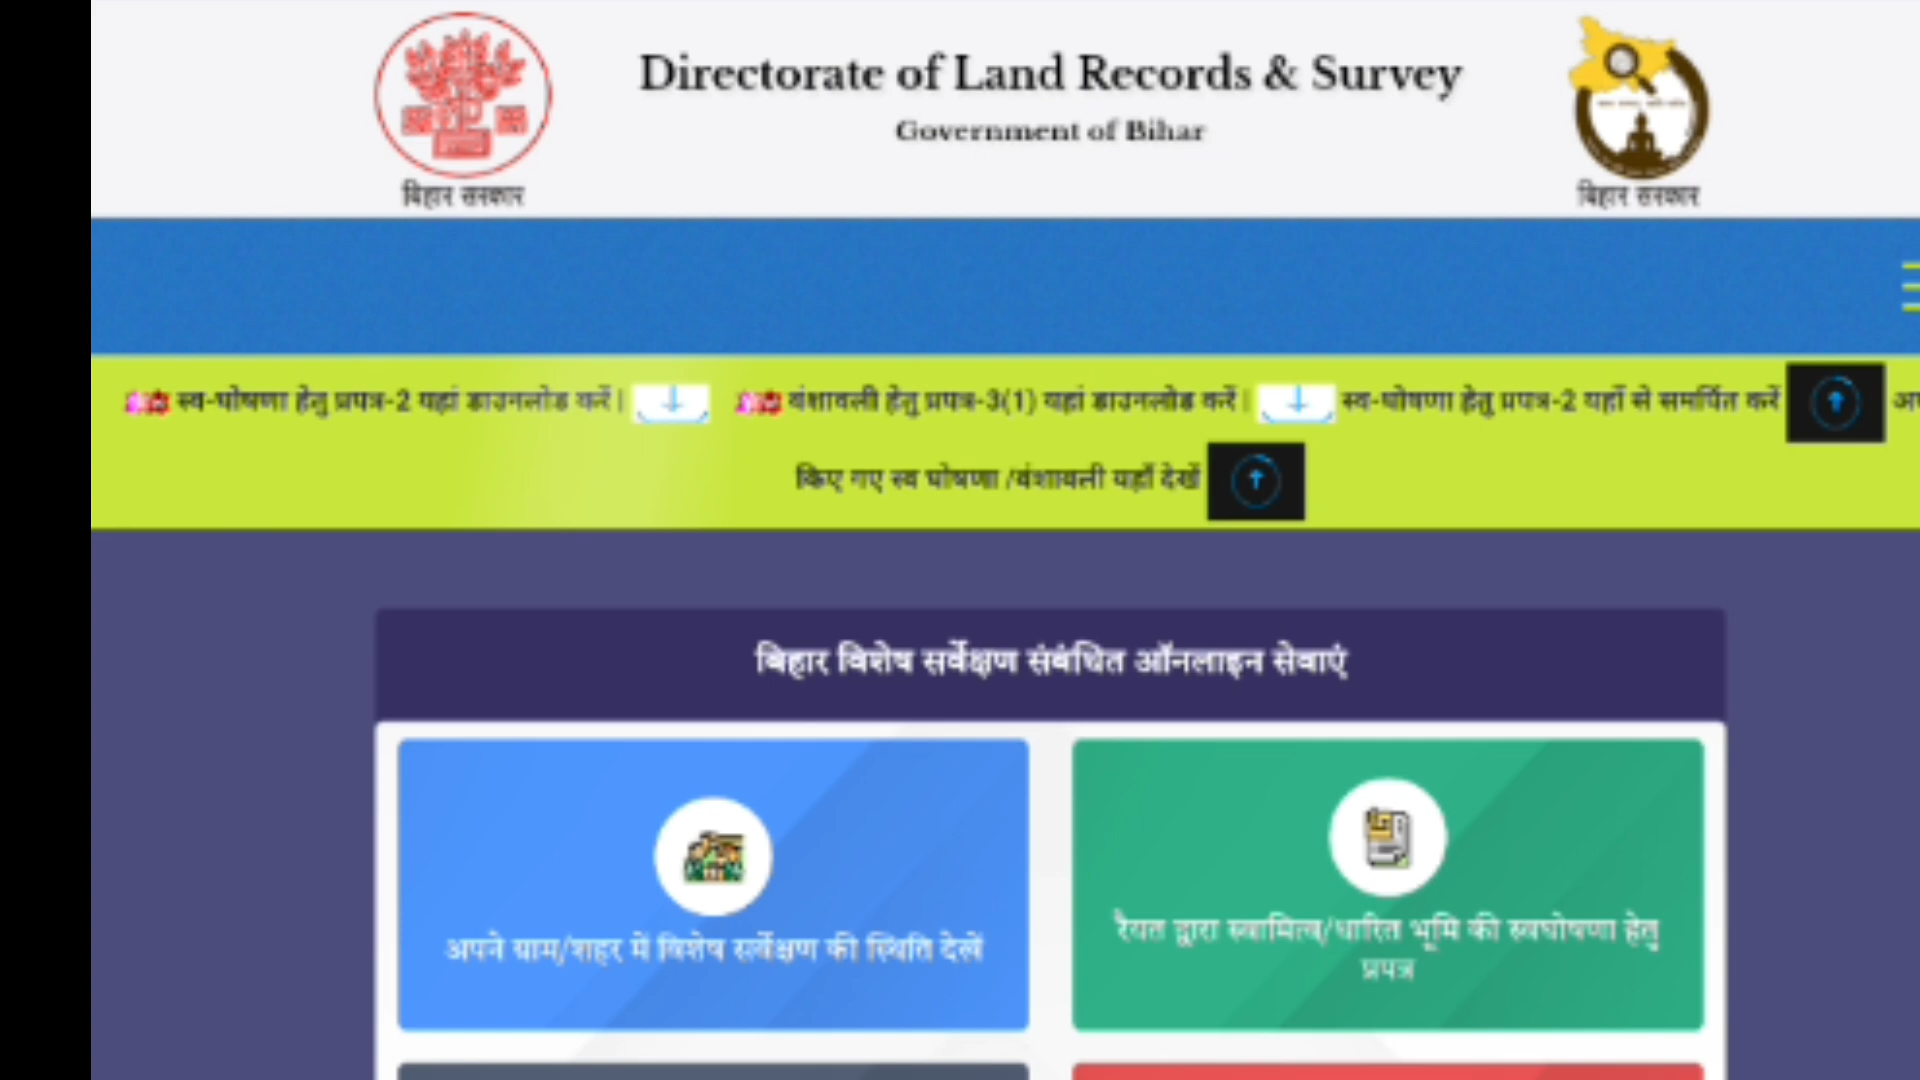 Directorate of Land Records & Survey
Government of Bihar
बिहार सरकार
बिहार सरकार
स्व-घोषणा हेतु प्रपत्र-2 यहां डाउनलोड करें | वंशावली हेतु प्रपत्र-3(1) यहां डाउनलोड करें | स्व-घोषणा हेतु प्रपत्र-2 यहाँ से समर्पित करें
किए गए स्व घोषणा /वंशावली यहाँ देखें
बिहार विशेष सर्वेक्षण संबंधित ऑनलाइन सेवाएं
अपने ग्राम/शहर में विशेष सर्वेक्षण की स्थिति देखें
रैयत द्वारा स्वामित्व/धारित भूमि की स्वघोषणा हेतु
प्रपत्र